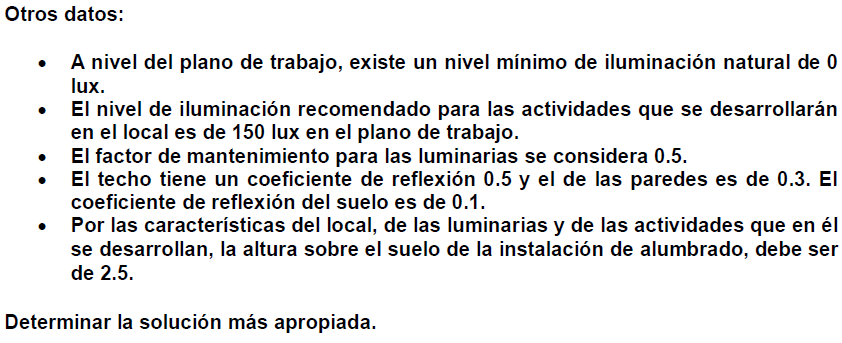 Otros datos:
• A nivel del plano de trabajo, existe un nivel mínimo de iluminación natural de 0
lux.
• El nivel de iluminación recomendado para las actividades que se desarrollarán
en el local es de 150 lux en el plano de trabajo.
• El factor de mantenimiento para las luminarias se considera 0.5.
• El techo tiene un coeficiente de reflexión 0.5 y el de las paredes es de 0.3. El
coeficiente de reflexión del suelo es de 0.1.
• Por las características del local, de las luminarias y de las actividades que en él
se desarrollan, la altura sobre el suelo de la instalación de alumbrado, debe ser
de 2.5.
Determinar la solución más apropiada.